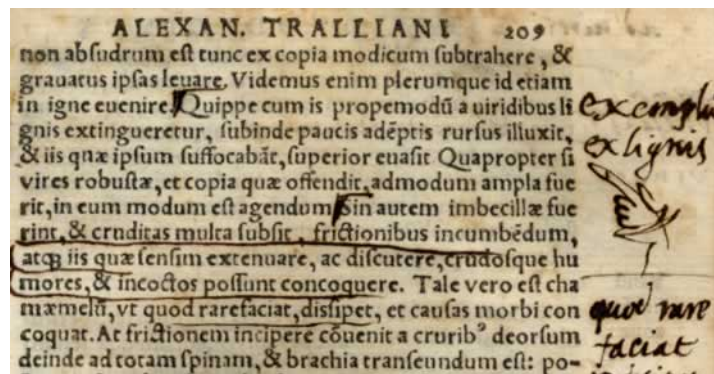 ALEXAN. TRALLIANI 209
non absudrum est tunc ex copia modicum subtrahere, &
grauatus ipsas leuare. Videmus enim plerumque id etiam
in igne euenire. Quippe cum is propemodū a uiridibus li
gnis extingueretur, subinde paucis adēptis rursus illuxit,
& iis quæ ipsum suffocabāt, superior euasit Quapropter si
vires robustæ, et copia quæ offendit, admodum ampla fue
rit, in eum modum est agendum Sin autem imbecillæ fue
rint, & cruditas multa subsit, frictionibus incumbēdum,
atq; iis quæ sensim extenuare, ac discutere, crudosque hu
mores, & incoctos possunt concoquere. Tale vero est cha
mæmelū, vt quod rarefaciat, dissipet, et causas morbi con
coquat. At frictionem incipere cōuenit a crurib⁹ deorsum
deinde ad totam spinam, & brachia transeundum est: po-
ex lignis
quod rare
faciat